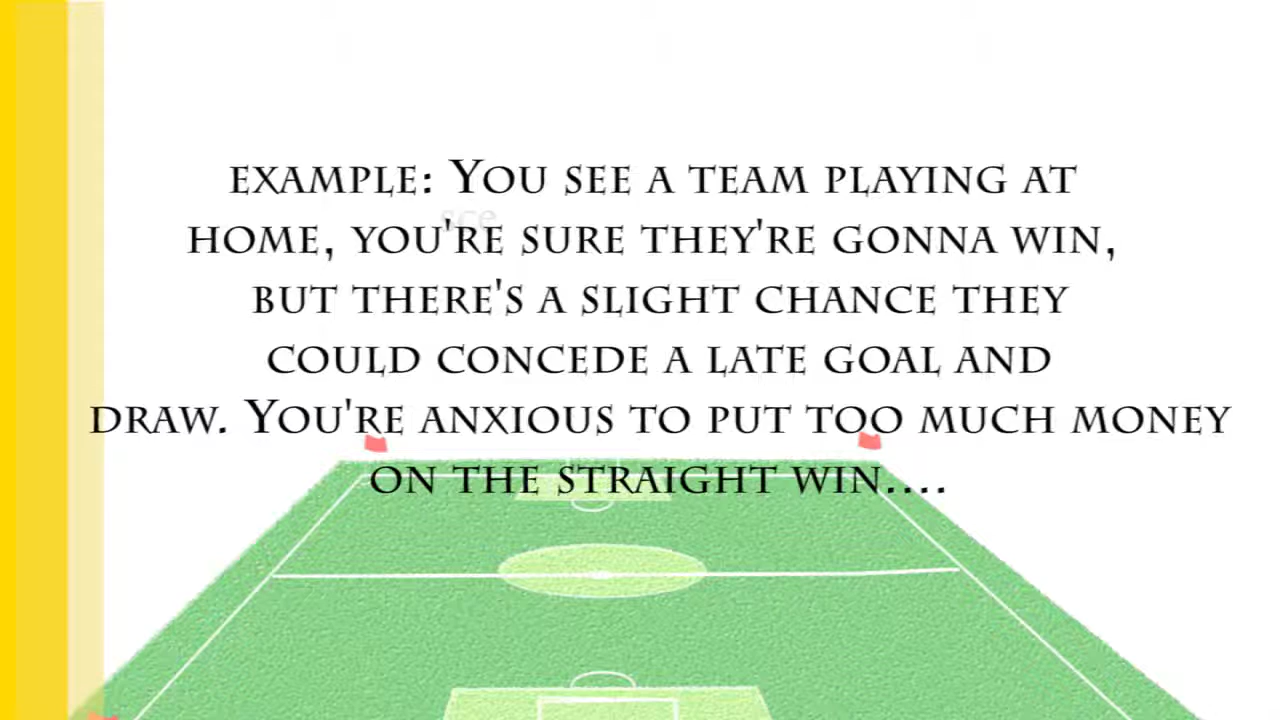 EXAMPLE: YOU SEE A TEAM PLAYING AT
HOME, YOU'RE SURE THEY'RE GONNA WIN,
BUT THERE'S A SLIGHT CHANCE THEY
COULD CONCEDE A LATE GOAL AND
DRAW. YOU'RE ANXIOUS TO PUT TOO MUCH MONEY
ON THE STRAIGHT WIN....